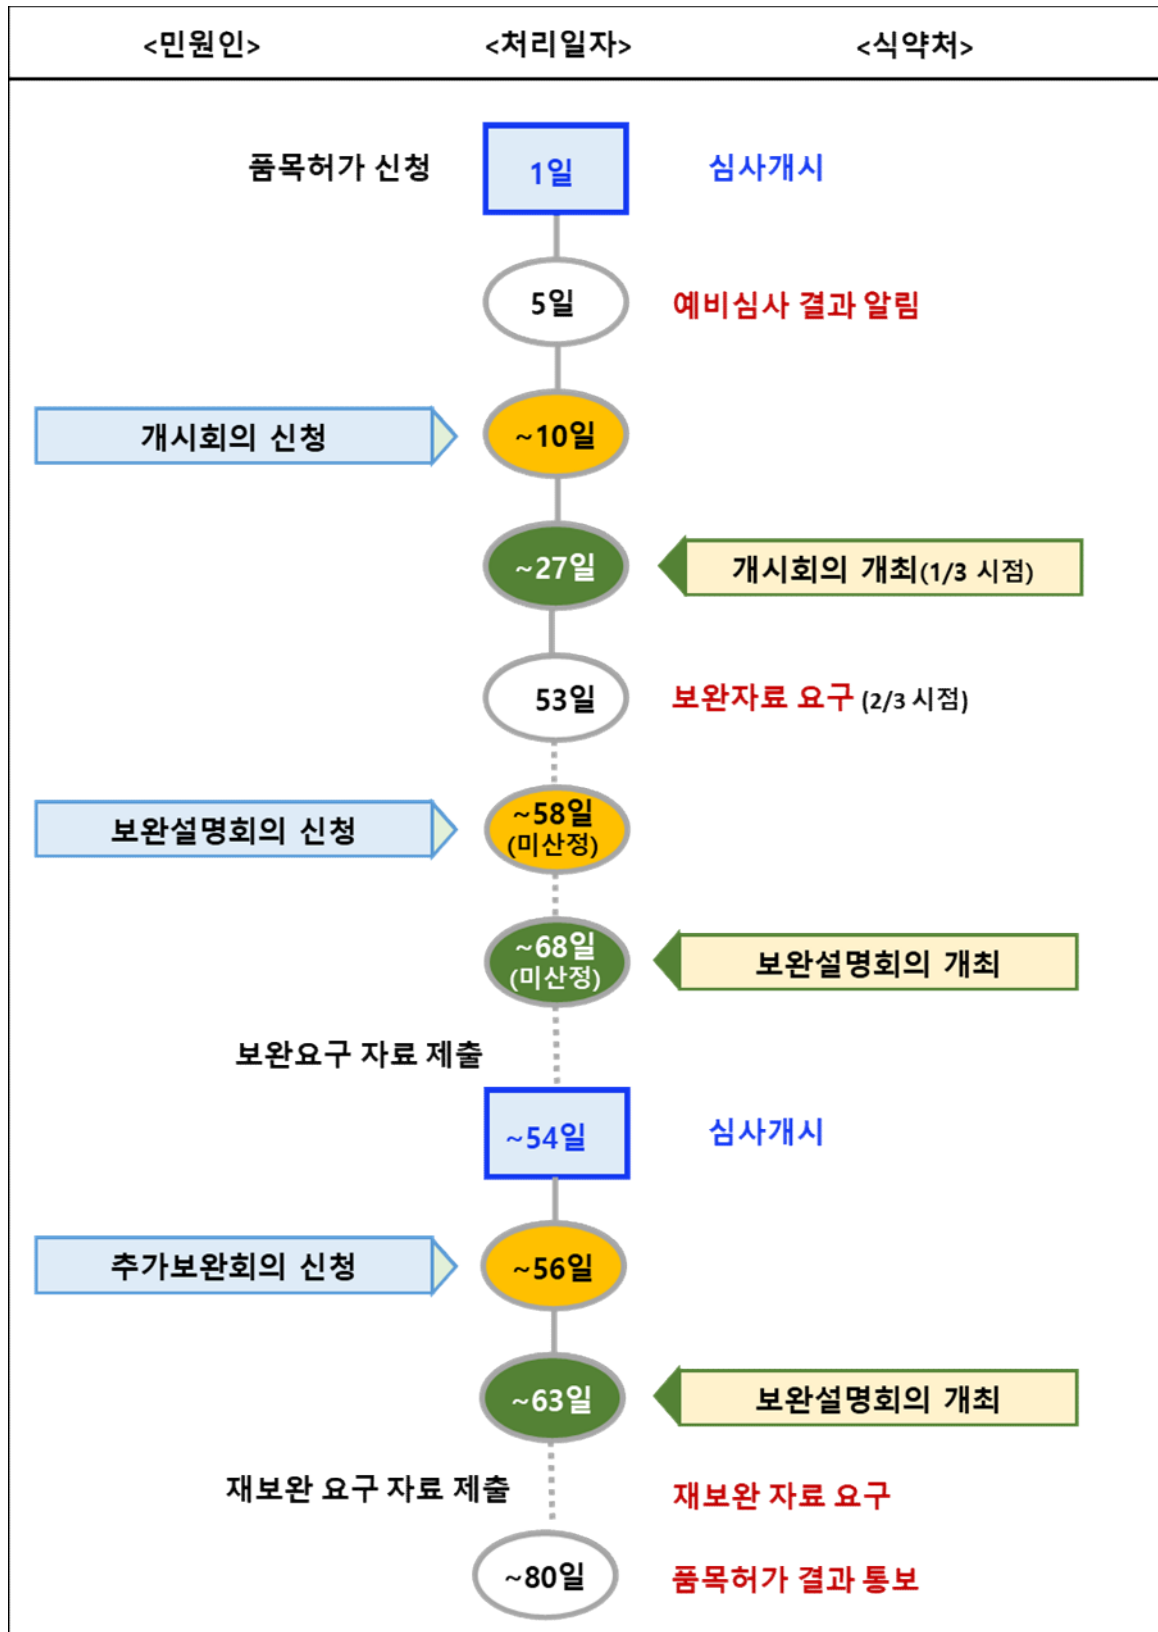 <민원인> <처리일자> <식약처>
품목허가 신청 1일 심사개시
5일 예비심사 결과 알림
개시회의 신청 ~10일
~27일 개시회의 개최(1/3 시점)
53일 보완자료 요구 (2/3 시점)
보완설명회의 신청 ~58일
(미산정)
~68일
(미산정) 보완설명회의 개최
보완요구 자료 제출
~54일 심사개시
추가보완회의 신청 ~56일
~63일 보완설명회의 개최
재보완 요구 자료 제출 재보완 자료 요구
~80일 품목허가 결과 통보